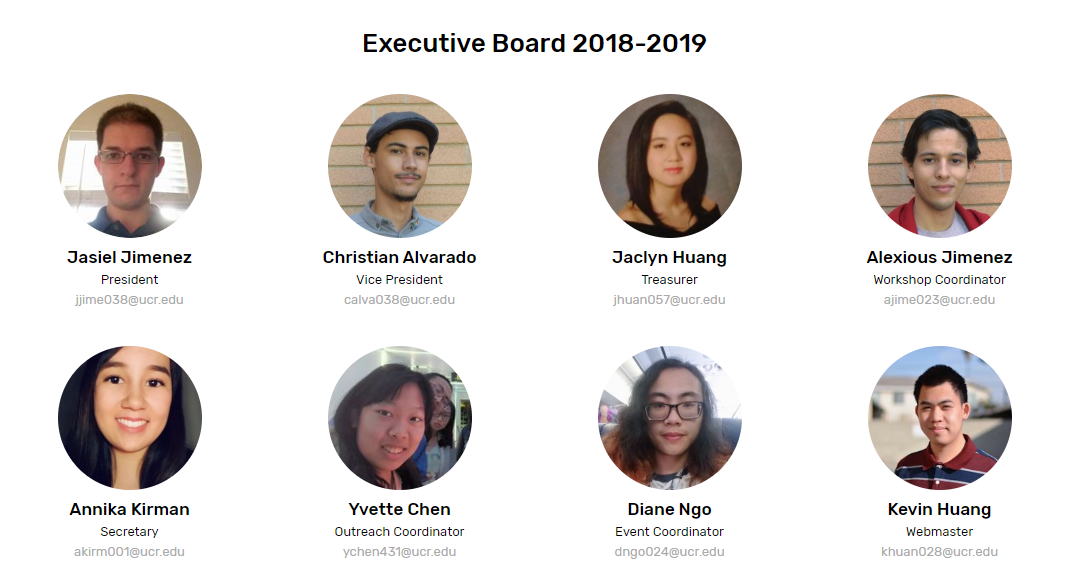 Executive Board 2018-2019
Jasiel Jimenez
President
jjime038@ucr.edu
Christian Alvarado
Vice President
calva038@ucr.edu
Jaclyn Huang
Treasurer
jhuan057@ucr.edu
Alexious Jimenez
Workshop Coordinator
ajime023@ucr.edu
Annika Kirman
Secretary
akirm001@ucr.edu
Yvette Chen
Outreach Coordinator
ychen431@ucr.edu
Diane Ngo
Event Coordinator
dngo024@ucr.edu
Kevin Huang
Webmaster
khuan028@ucr.edu